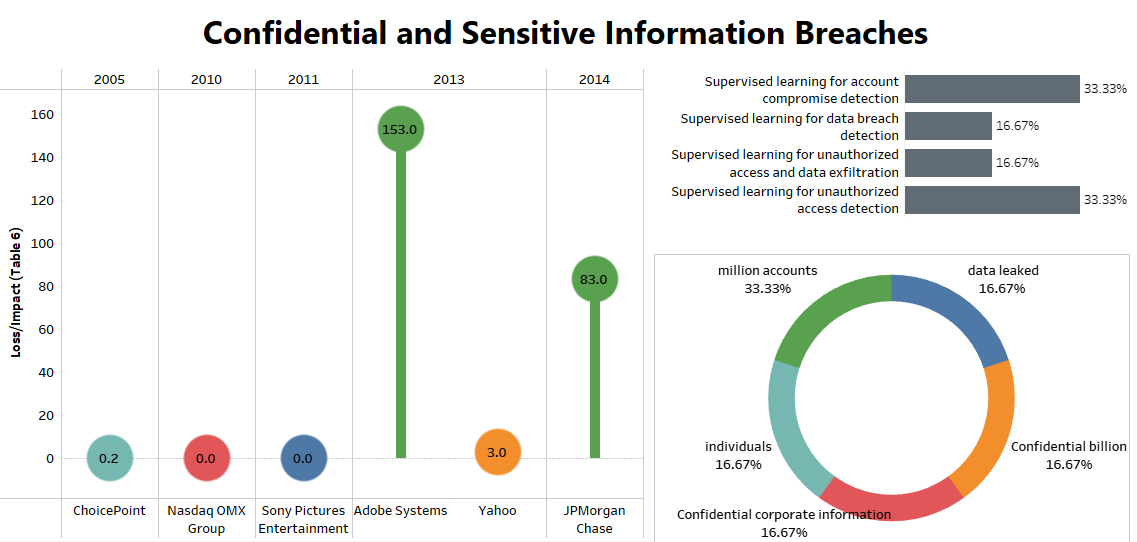 Confidential and Sensitive Information Breaches
2005
2010
2011
2013
2014
Loss/Impact (Table 6)
160
140
120
100
80
60
40
20
0
153.0
83.0
0.2
0.0
0.0
3.0
ChoicePoint
Nasdaq OMX
Group
Sony Pictures
Entertainment
Adobe Systems
Yahoo
JPMorgan
Chase
Supervised learning for account
compromise detection
33.33%
Supervised learning for data breach
detection
16.67%
Supervised learning for unauthorized
access and data exfiltration
16.67%
Supervised learning for unauthorized
access detection
33.33%
million accounts
33.33%
data leaked
16.67%
individuals
16.67%
Confidential billion
16.67%
Confidential corporate information
16.67%